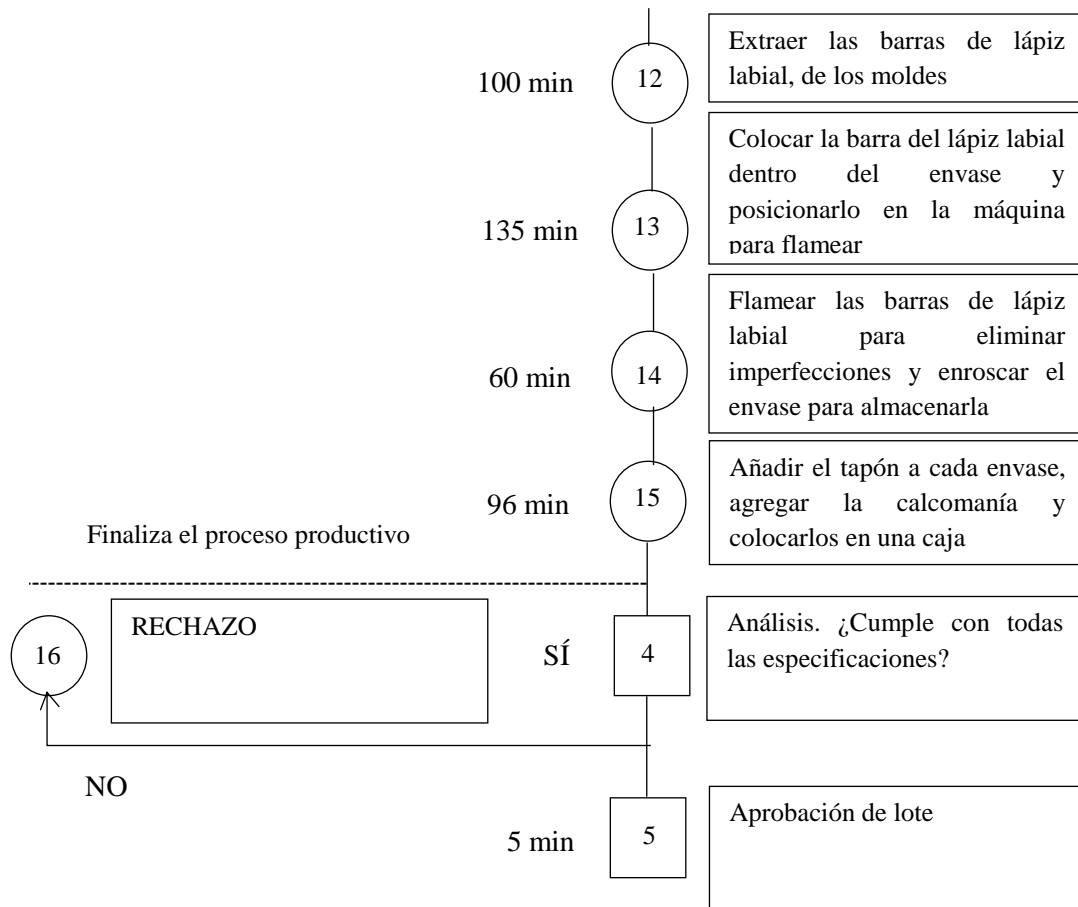 100 min
12
Extraer las barras de lápiz
labial, de los moldes
135 min
13
Colocar la barra del lápiz labial
dentro del envase y
posicionarlo en la máquina
para flamear
60 min
14
Flamear las barras de lápiz
labial para eliminar
imperfecciones y enroscar el
envase para almacenarla
96 min
15
Añadir el tapón a cada envase,
agregar la calcomanía y
colocarlos en una caja
Finaliza el proceso productivo
16
RECHAZO
SÍ
4
Análisis. ¿Cumple con todas
las especificaciones?
NO
5 min
5
Aprobación de lote